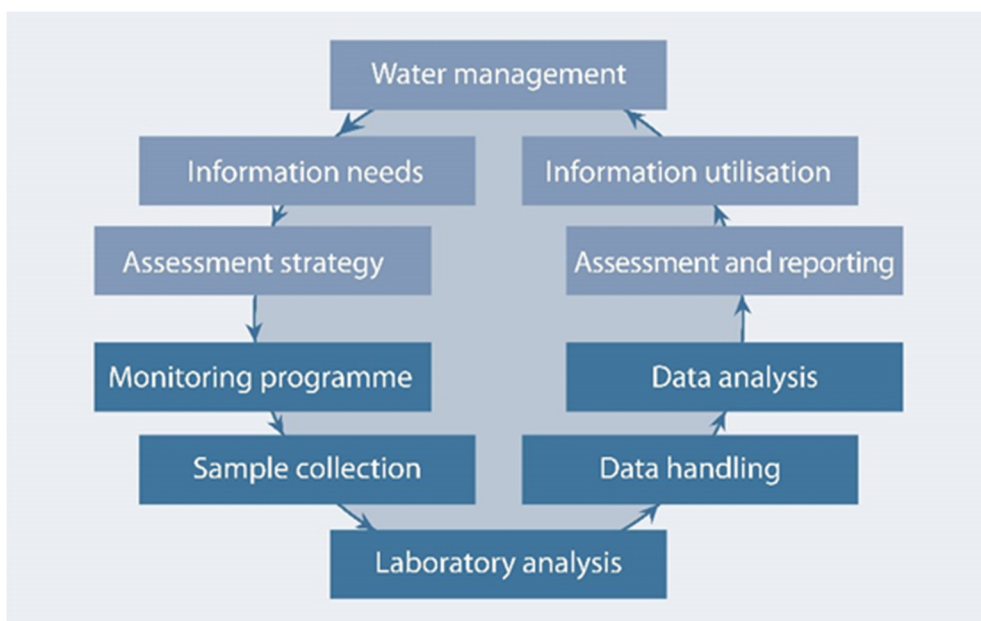 Water management
Information needs
Information utilisation
Assessment strategy
Assessment and reporting
Monitoring programme
Data analysis
Sample collection
Data handling
Laboratory analysis